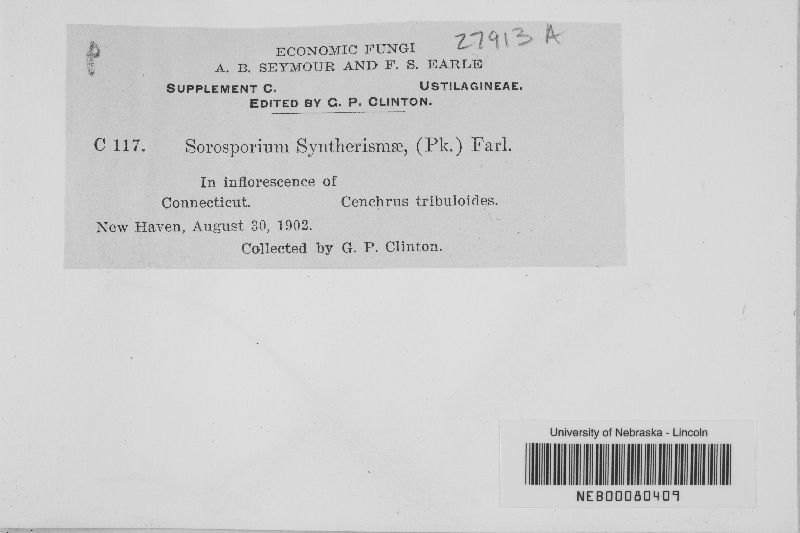 27913 A
ECONOMIC FUNGI
A. B. SEYMOUR AND F. S. EARLE
SUPPLEMENT C. USTILAGINEAE.
EDITED BY G. P. CLINTON.
C 117. Sorosporium Syntherismæ, (Pk.) Farl.
In inflorescence of
Connecticut. Cenchrus tribuloides.
New Haven, August 30, 1902.
Collected by G. P. Clinton.
University of Nebraska - Lincoln
NEB00080409